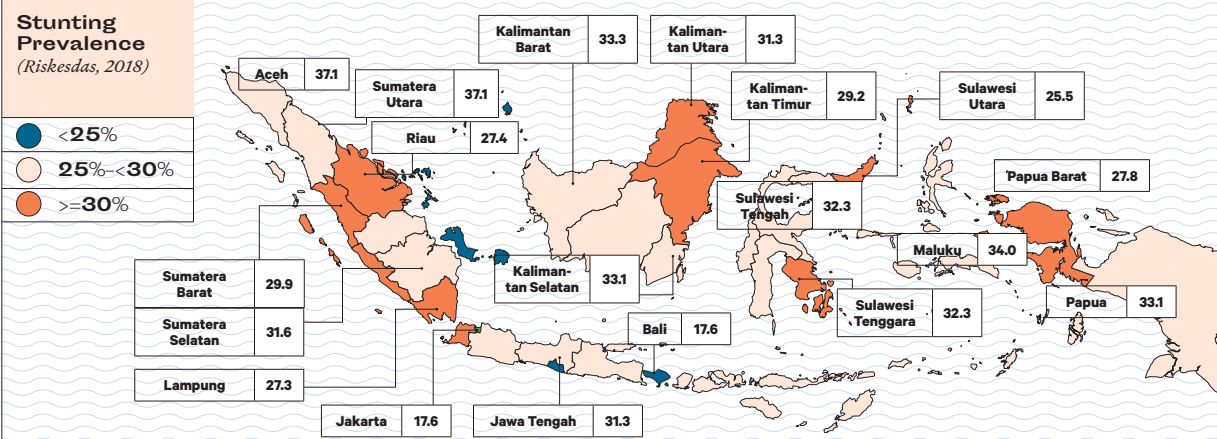 Stunting
Prevalence
(Riskesdas, 2018)
<25%
25%–<30%
>=30%
Aceh 37.1
Sumatera
Utara
37.1
Riau 27.4
Kalimantan
Barat
33.3
Kaliman-
tan Utara
31.3
Kaliman-
tan Timur
29.2
Sulawesi
Utara
25.5
Papua Barat 27.8
Sulawesi
Tengah
32.3
Maluku 34.0
Sumatera
Barat
29.9
Kaliman-
tan Selatan
33.1
Sulawesi
Tenggara
32.3
Papua 33.1
Sumatera
Selatan
31.6
Bali 17.6
Lampung 27.3
Jakarta 17.6
Jawa Tengah 31.3